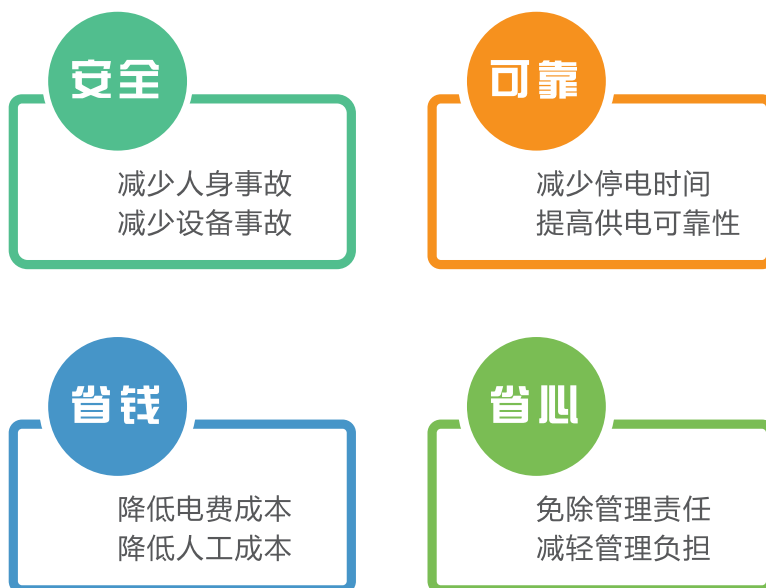 安全
减少人身事故
减少设备事故
可靠
减少停电时间
提高供电可靠性
省钱
降低电费成本
降低人工成本
省心
免除管理责任
减轻管理负担